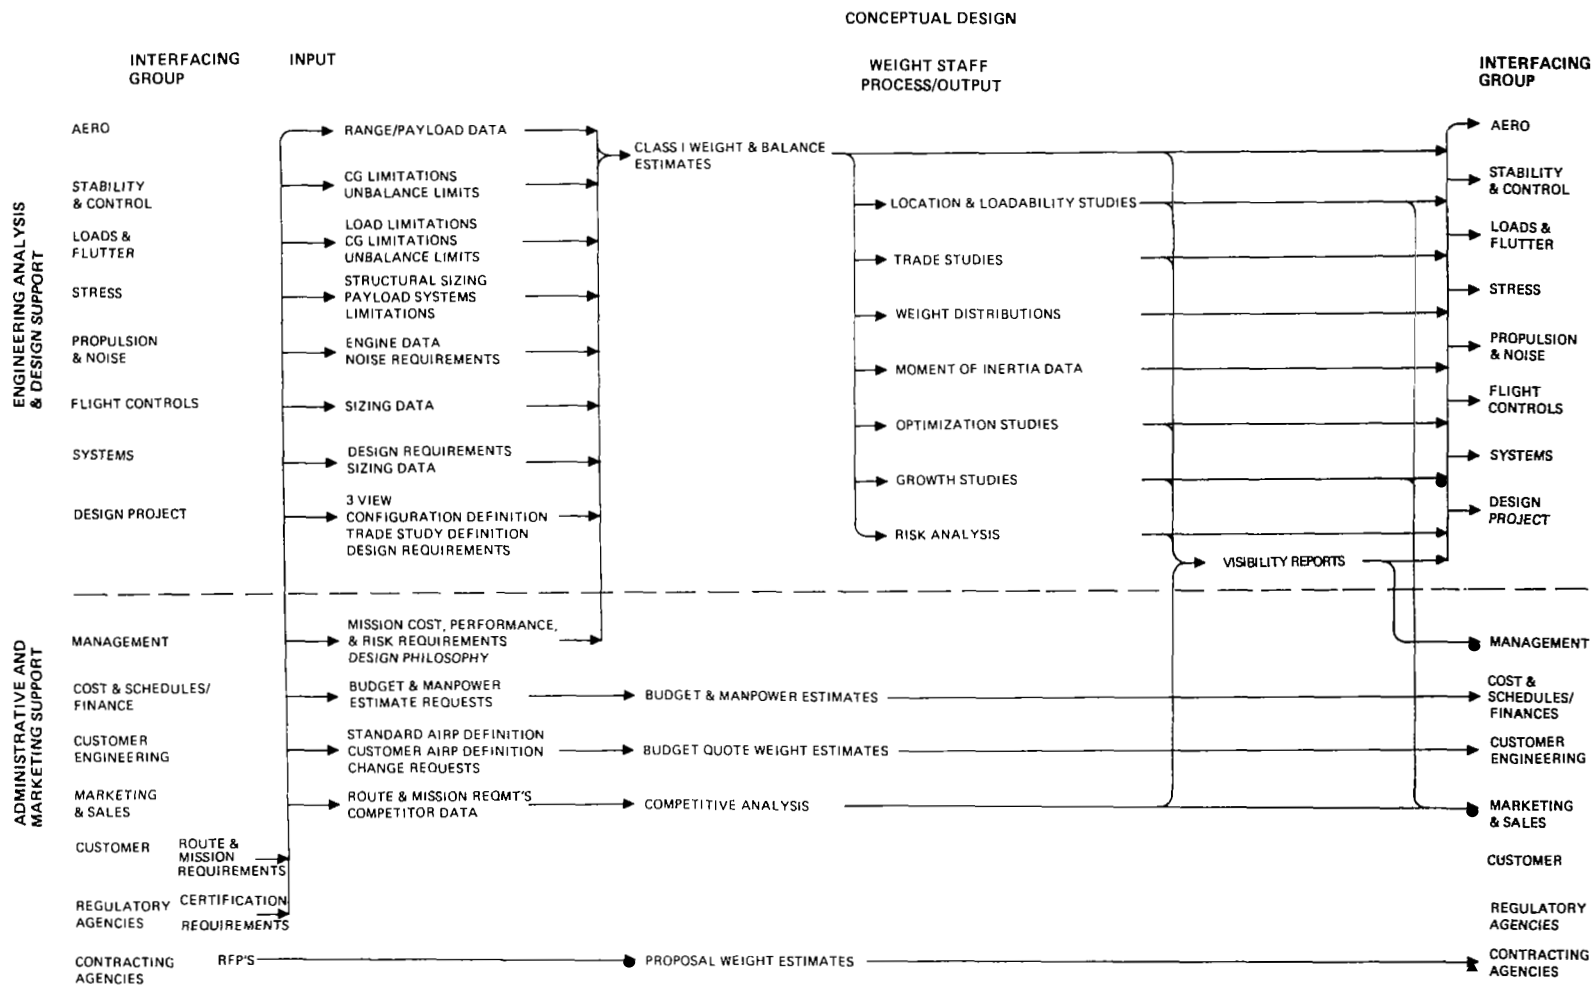 CONCEPTUAL DESIGN
INTERFACING
GROUP
INPUT
WEIGHT STAFF
PROCESS/OUTPUT
INTERFACING
GROUP
ENGINEERING ANALYSIS
& DESIGN SUPPORT
AERO
STABILITY
& CONTROL
LOADS &
FLUTTER
STRESS
PROPULSION
& NOISE
FLIGHT CONTROLS
SYSTEMS
DESIGN PROJECT
RANGE/PAYLOAD DATA
CG LIMITATIONS
UNBALANCE LIMITS
LOAD LIMITATIONS
CG LIMITATIONS
UNBALANCE LIMITS
STRUCTURAL SIZING
PAYLOAD SYSTEMS
LIMITATIONS
ENGINE DATA
NOISE REQUIREMENTS
SIZING DATA
DESIGN REQUIREMENTS
SIZING DATA
3 VIEW
CONFIGURATION DEFINITION
TRADE STUDY DEFINITION
DESIGN REQUIREMENTS
CLASS I WEIGHT & BALANCE
ESTIMATES
LOCATION & LOADABILITY STUDIES
TRADE STUDIES
WEIGHT DISTRIBUTIONS
MOMENT OF INERTIA DATA
OPTIMIZATION STUDIES
GROWTH STUDIES
RISK ANALYSIS
VISIBILITY REPORTS
AERO
STABILITY
& CONTROL
LOADS &
FLUTTER
STRESS
PROPULSION
& NOISE
FLIGHT
CONTROLS
SYSTEMS
DESIGN
PROJECT
ADMINISTRATIVE AND
MARKETING SUPPORT
MANAGEMENT
MISSION COST, PERFORMANCE,
& RISK REQUIREMENTS
DESIGN PHILOSOPHY
MANAGEMENT
COST & SCHEDULES/
FINANCE
BUDGET & MANPOWER
ESTIMATE REQUESTS
BUDGET & MANPOWER ESTIMATES
COST &
SCHEDULES/
FINANCES
CUSTOMER
ENGINEERING
STANDARD AIRP DEFINITION
CUSTOMER AIRP DEFINITION
CHANGE REQUESTS
BUDGET QUOTE WEIGHT ESTIMATES
CUSTOMER
ENGINEERING
MARKETING
& SALES
ROUTE & MISSION REQMT'S
COMPETITOR DATA
COMPETITIVE ANALYSIS
MARKETING
& SALES
CUSTOMER
ROUTE &
MISSION
REQUIREMENTS
CUSTOMER
REGULATORY
AGENCIES
CERTIFICATION
REQUIREMENTS
REGULATORY
AGENCIES
CONTRACTING
AGENCIES
RFP'S
PROPOSAL WEIGHT ESTIMATES
CONTRACTING
AGENCIES